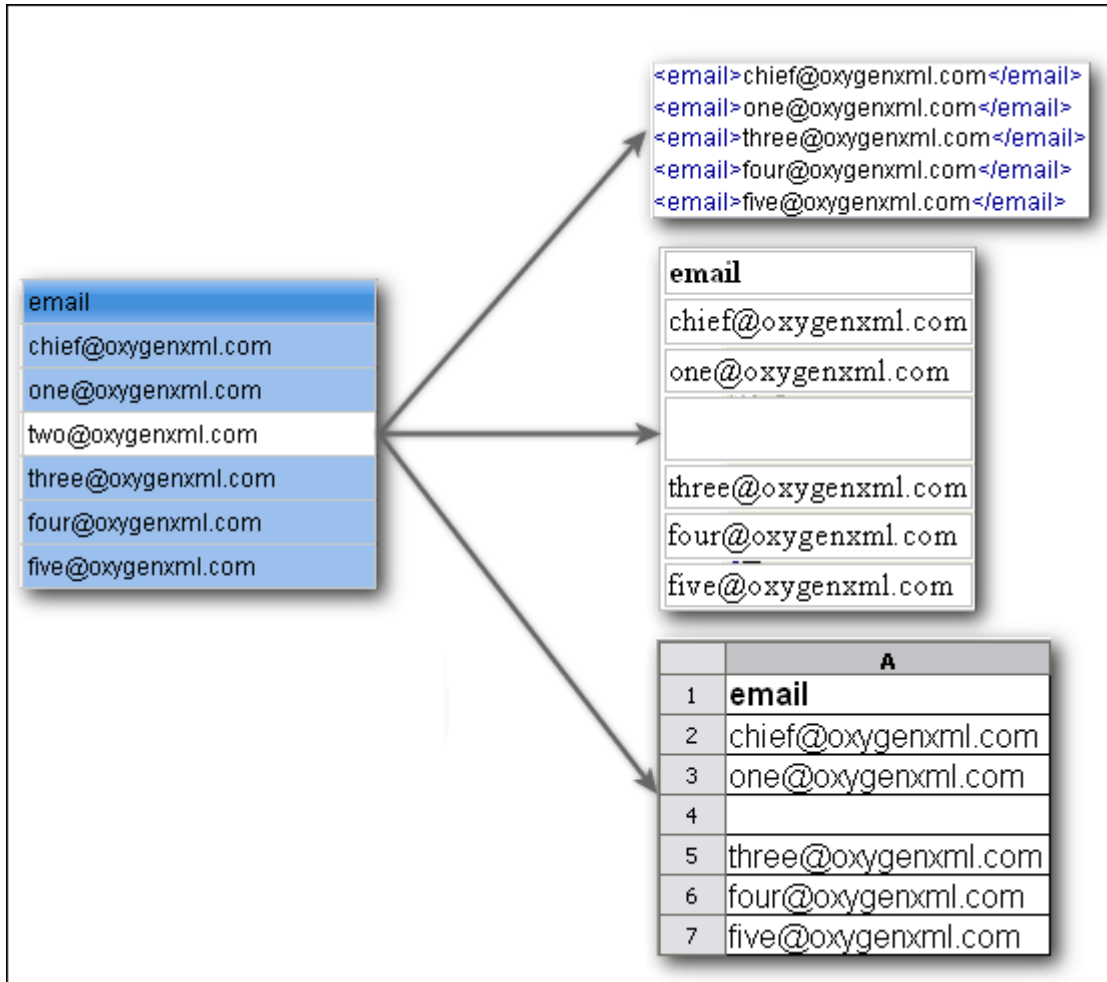 email
chief@oxygenxml.com
one@oxygenxml.com
two@oxygenxml.com
three@oxygenxml.com
four@oxygenxml.com
five@oxygenxml.com
<email>chief@oxygenxml.com</email>
<email>one@oxygenxml.com</email>
<email>three@oxygenxml.com</email>
<email>four@oxygenxml.com</email>
<email>five@oxygenxml.com</email>
email
chief@oxygenxml.com
one@oxygenxml.com
three@oxygenxml.com
four@oxygenxml.com
five@oxygenxml.com
A
1 email
2 chief@oxygenxml.com
3 one@oxygenxml.com
4
5 three@oxygenxml.com
6 four@oxygenxml.com
7 five@oxygenxml.com